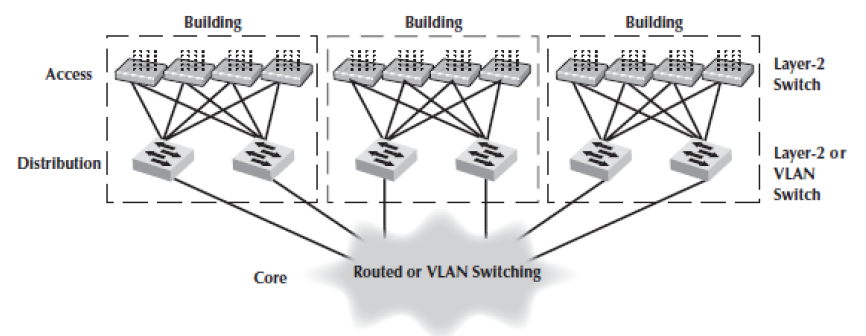 Building
Building
Building
Access
Layer-2
Switch
Distribution
Layer-2 or
VLAN
Switch
Core
Routed or VLAN Switching